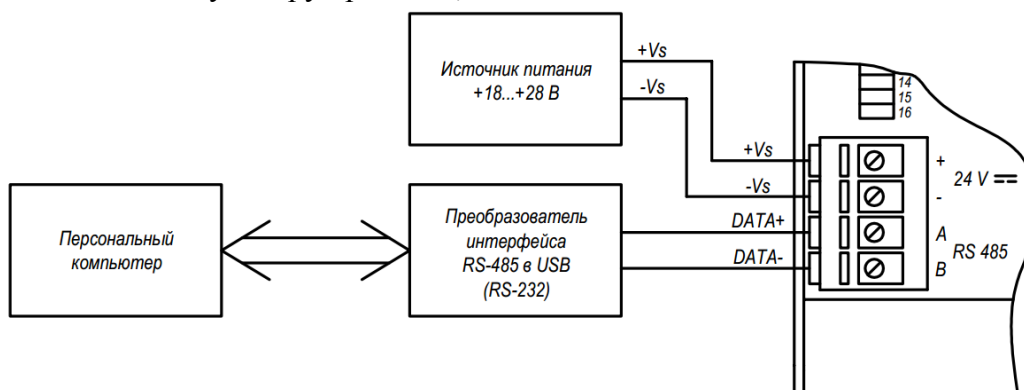 Источник питания
+18...+28 В
+Vs
-Vs
14
15
16
+Vs
-Vs
DATA+
DATA-
+
-
24 V
A
B
RS 485
Персональный
компьютер
Преобразователь
интерфейса
RS-485 в USB
(RS-232)